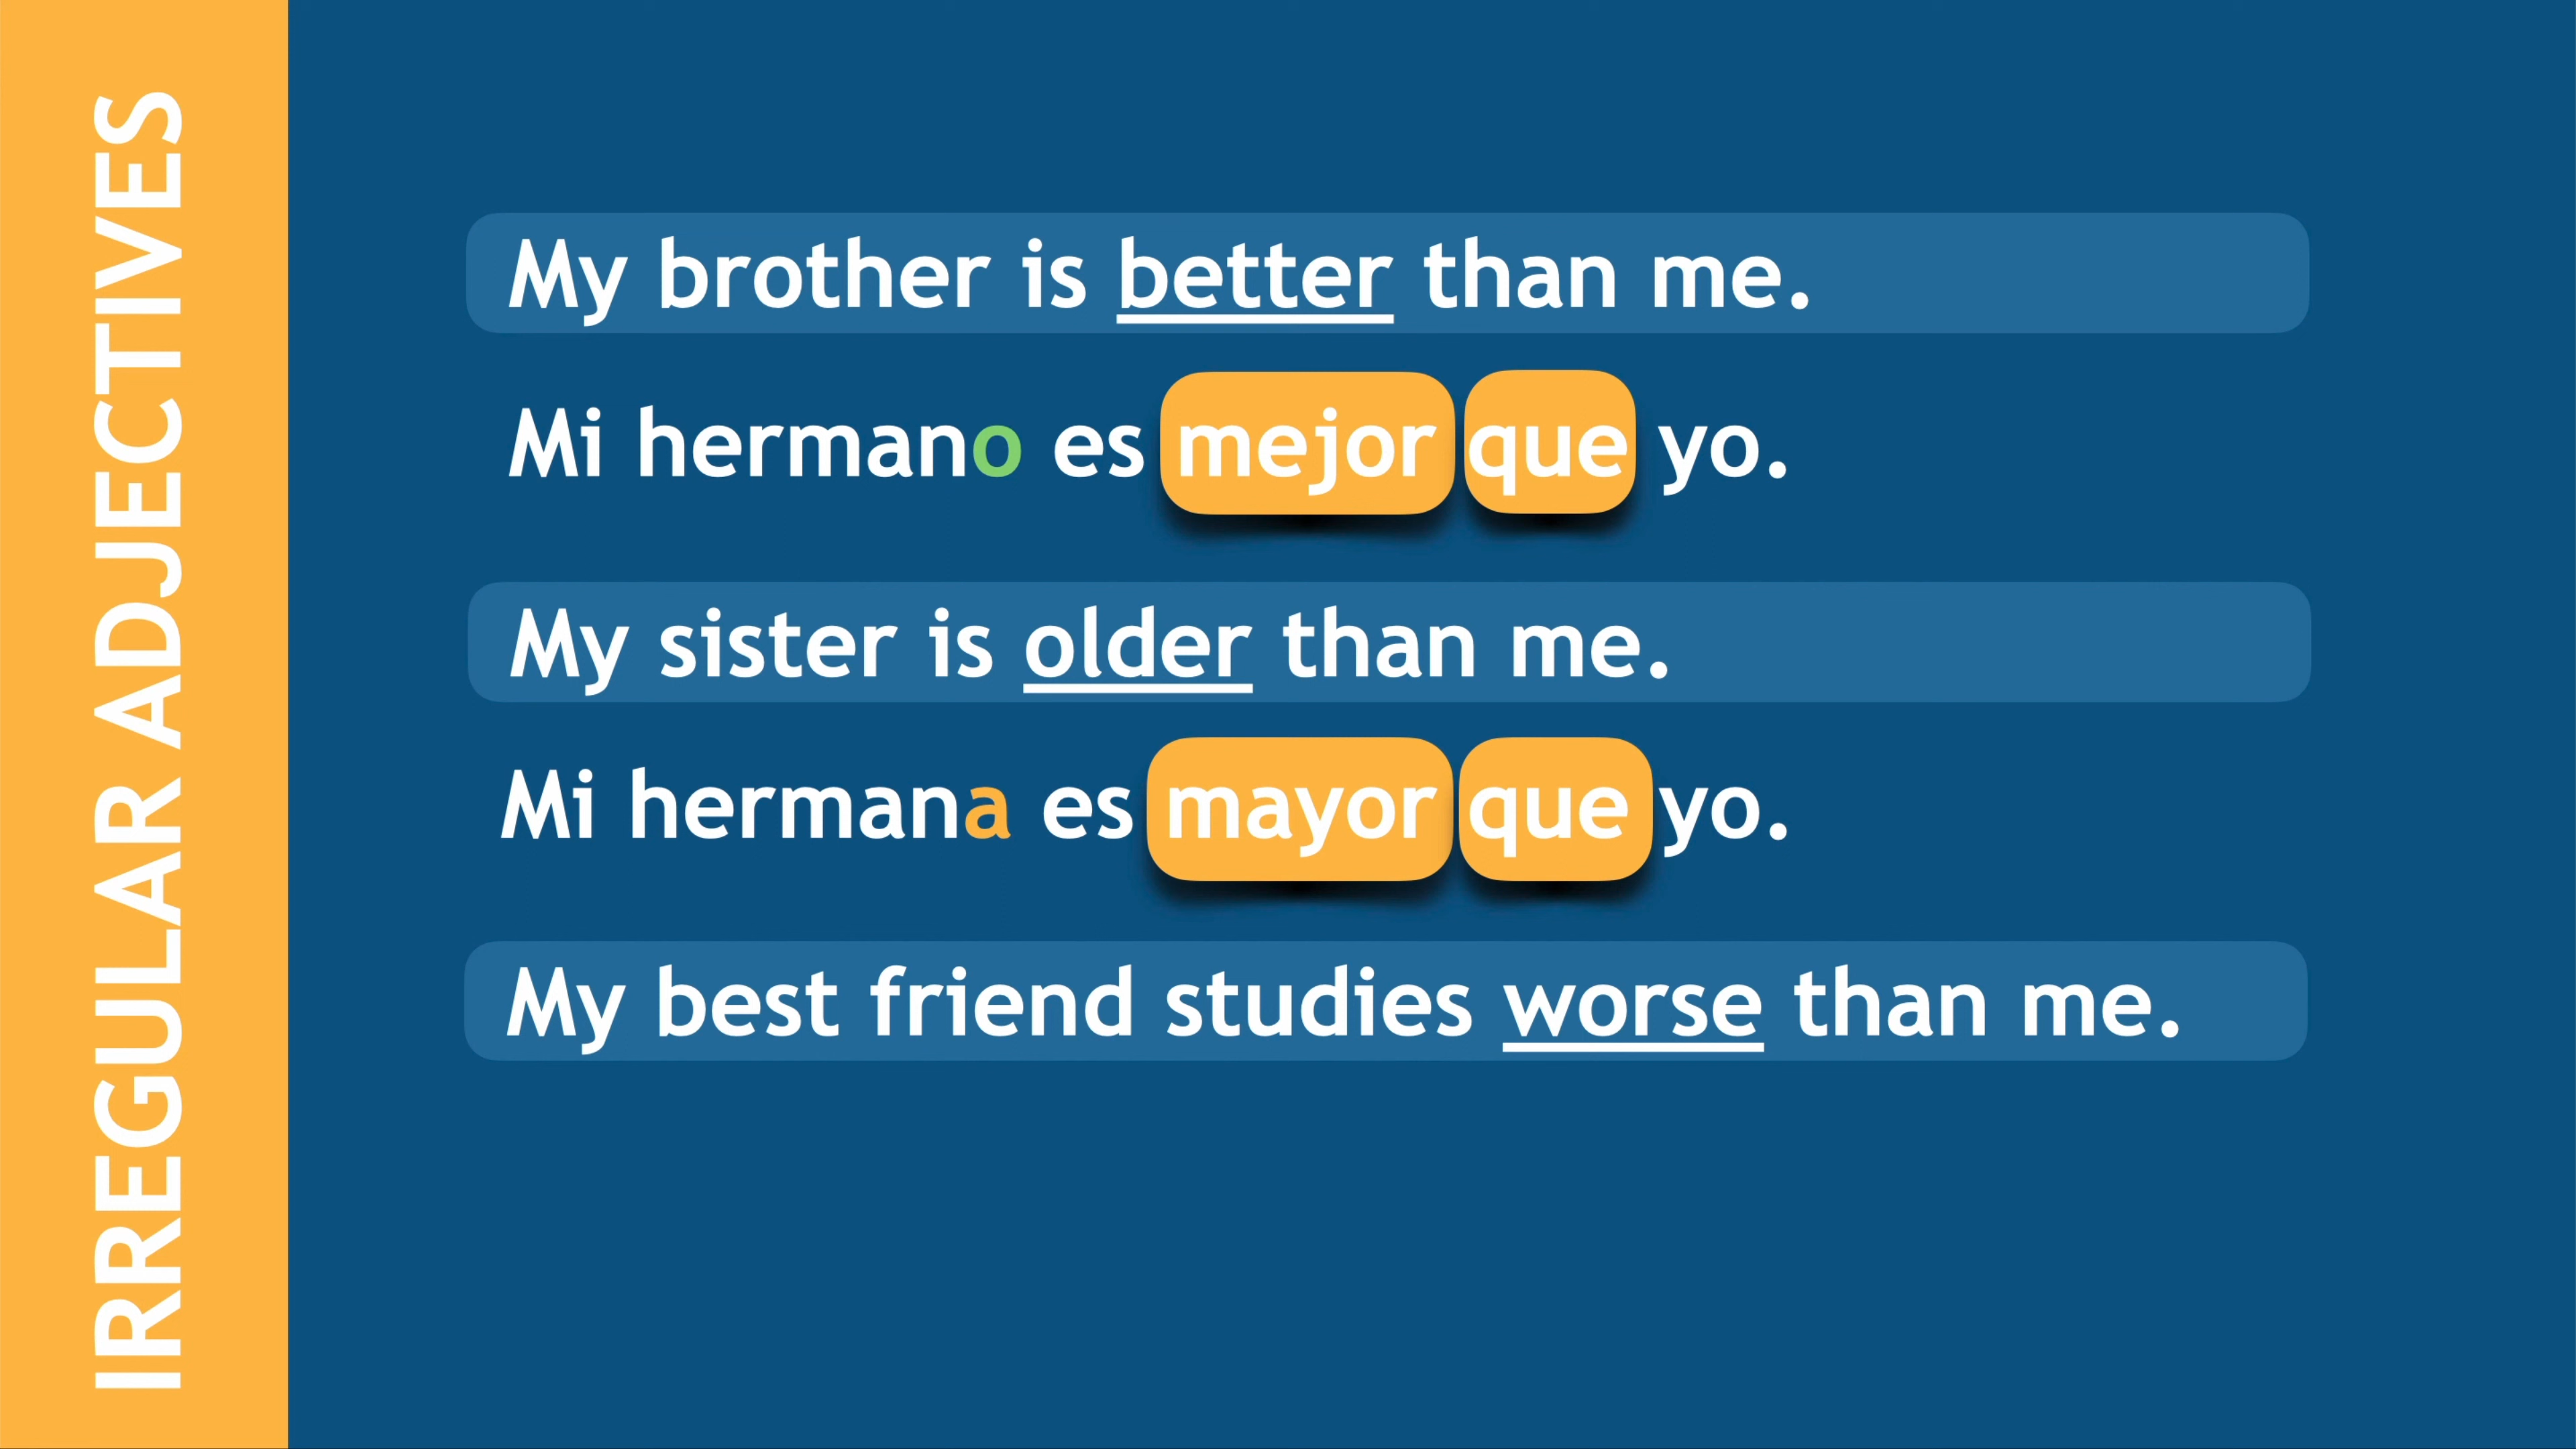 IRREGULAR ADJECTIVES
My brother is better than me.
Mi hermano es mejor que yo.
My sister is older than me.
Mi hermana es mayor que yo.
My best friend studies worse than me.